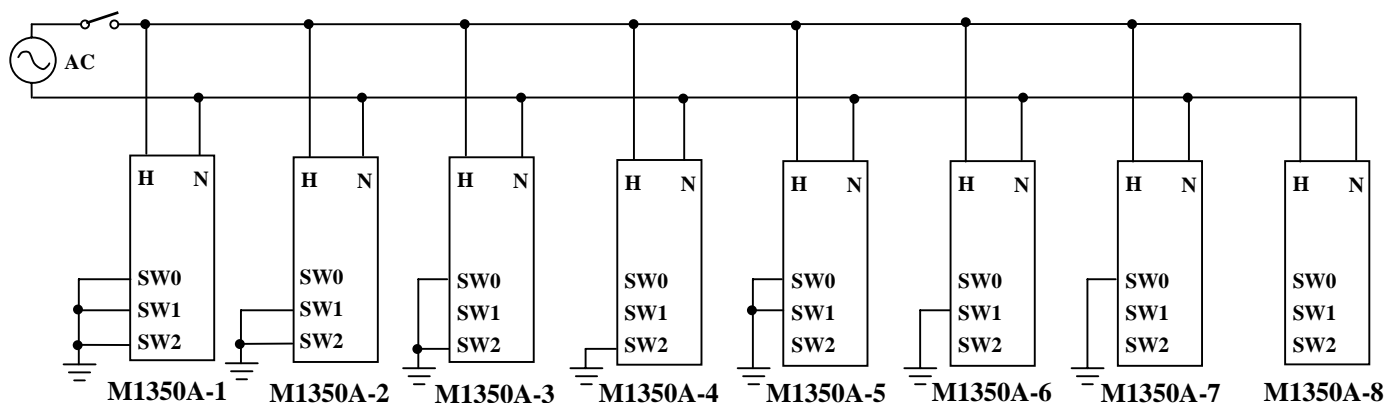 AC
H N
H N
H N
H N
H N
H N
H N
H N
SW0
SW1
SW2
SW0
SW1
SW2
SW0
SW1
SW2
SW0
SW1
SW2
SW0
SW1
SW2
SW0
SW1
SW2
SW0
SW1
SW2
SW0
SW1
SW2
M1350A-1
M1350A-2
M1350A-3
M1350A-4
M1350A-5
M1350A-6
M1350A-7
M1350A-8